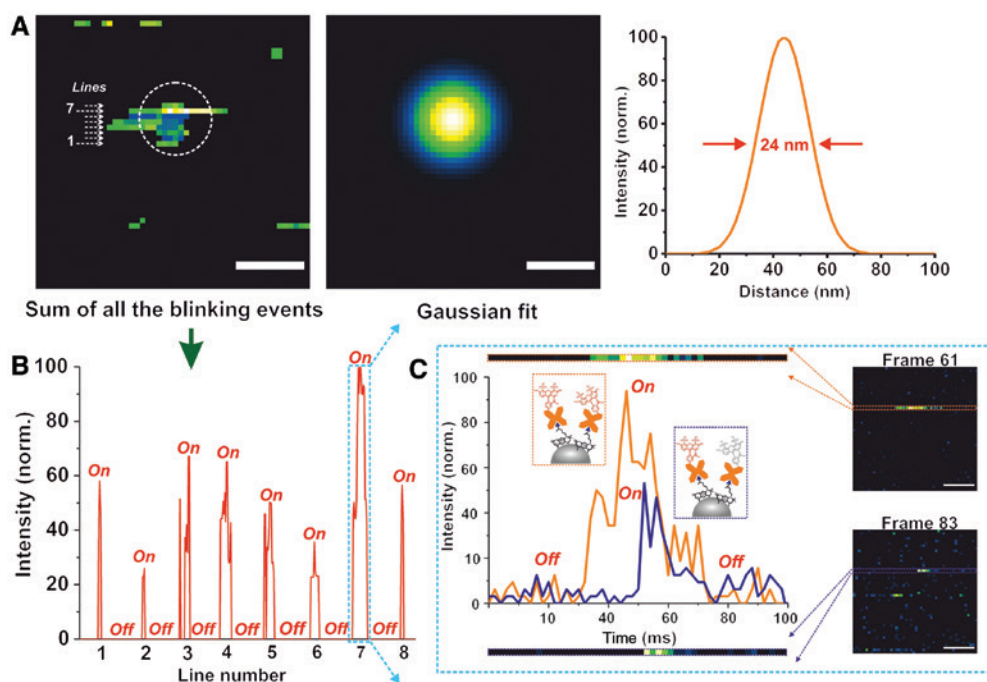 A
Lines
7
1
Sum of all the blinking events
Gaussian fit
Intensity (norm.)
100
80
60
40
20
0
24 nm
0 20 40 60 80 100
Distance (nm)
B
Intensity (norm.)
100
80
60
40
20
0
On
On
On
On
On
On
On
On
Off Off Off Off Off Off Off
1 2 3 4 5 6 7 8
Line number
C
Intensity (norm.)
100
80
60
40
20
0
On
On
Off
Off
10 20 40 60 80 100
Time (ms)
Frame 61
Frame 83